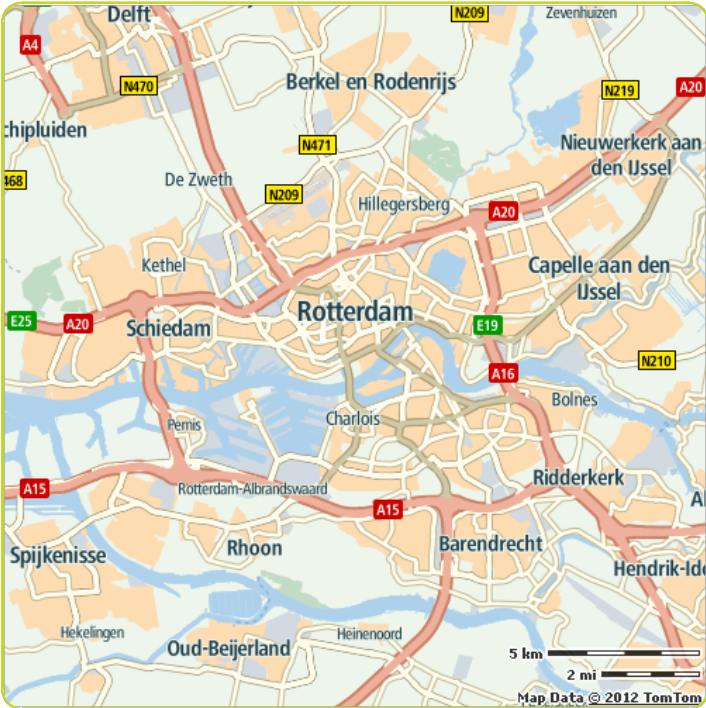 Delft
N209
Zevenhuizen
A4
N470
Berkel en Rodenrijs
N219
A20
chipluiden
N471
Nieuwerkerk aan
den IJssel
468
De Zweth
N209
Hillegersberg
A20
Kethel
Capelle aan den
IJssel
E25
A20
Schiedam
Rotterdam
E19
N210
A16
Bolnes
Pernis
Charlois
Ridderkerk
A15
Rotterdam-Albrandswaard
A15
Al
Spijkenisse
Rhoon
Barendrecht
Hendrik-Ido
Hekelingen
Oud-Beijerland
Heinenoord
5 km
2 mi
Map Data © 2012 TomTom